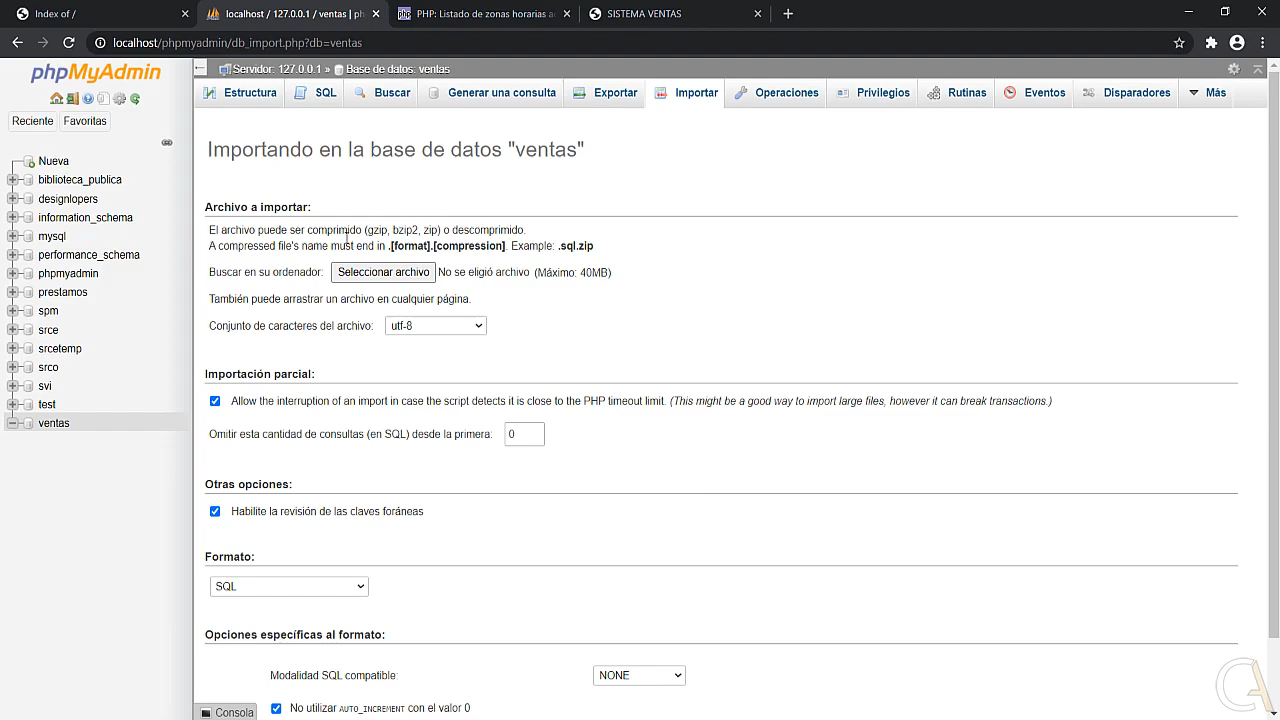 Index of /
localhost / 127.0.0.1 / ventas | ph
PHP: Listado de zonas horarias a
SISTEMA VENTAS
localhost/phpmyadmin/db_import.php?db=ventas
phpMyAdmin
Reciente
Favoritas
Nueva
biblioteca_publica
designlopers
information_schema
mysql
performance_schema
phpmyadmin
prestamos
spm
srce
srcetemp
srco
svi
test
ventas
Servidor: 127.0.0.1 » Base de datos: ventas
Estructura
SQL
Buscar
Generar una consulta
Exportar
Importar
Operaciones
Privilegios
Rutinas
Eventos
Disparadores
Más
Importando en la base de datos "ventas"
Archivo a importar:
El archivo puede ser comprimido (gzip, bzip2, zip) o descomprimido.
A compressed file's name must end in .[format].[compression]. Example: .sql.zip
Buscar en su ordenador: Seleccionar archivo No se eligió archivo (Máximo: 40MB)
También puede arrastrar un archivo en cualquier página.
Conjunto de caracteres del archivo: utf-8
Importación parcial:
Allow the interruption of an import in case the script detects it is close to the PHP timeout limit. (This might be a good way to import large files, however it can break transactions.)
Omitir esta cantidad de consultas (en SQL) desde la primera: 0
Otras opciones:
Habilite la revisión de las claves foráneas
Formato:
SQL
Opciones específicas al formato:
Modalidad SQL compatible: NONE
No utilizar AUTO_INCREMENT con el valor 0
Consola
CA